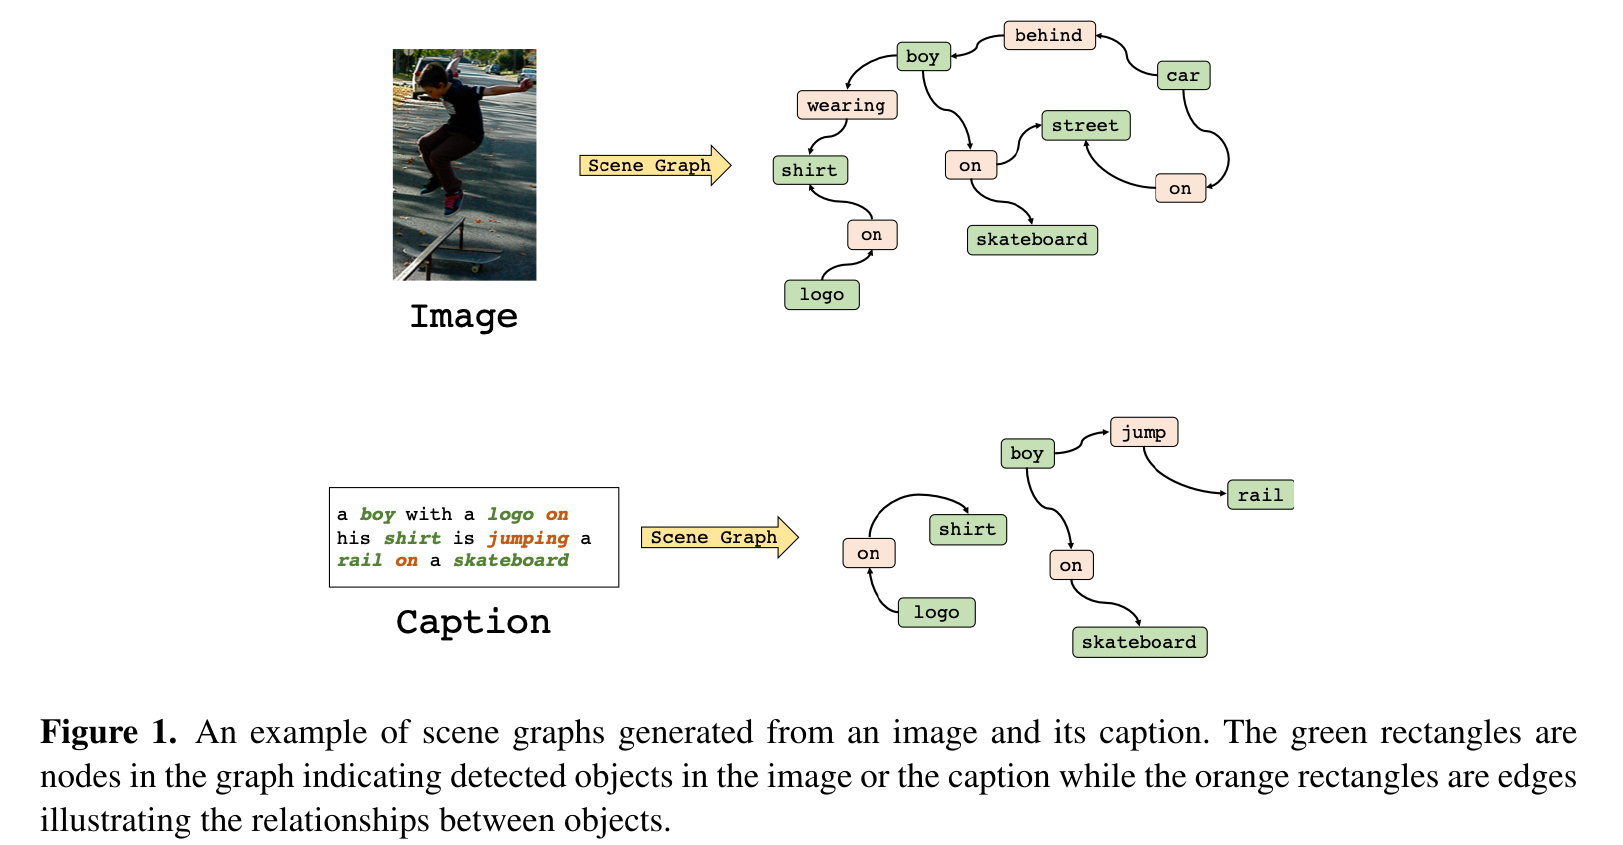 behind
boy
car
wearing
street
Scene Graph
shirt
on
on
on
skateboard
logo
Image
jump
boy
rail
a boy with a logo on
his shirt is jumping a
rail on a skateboard
Scene Graph
shirt
on
on
logo
Caption
skateboard
Figure 1. An example of scene graphs generated from an image and its caption. The green rectangles are
nodes in the graph indicating detected objects in the image or the caption while the orange rectangles are edges
illustrating the relationships between objects.